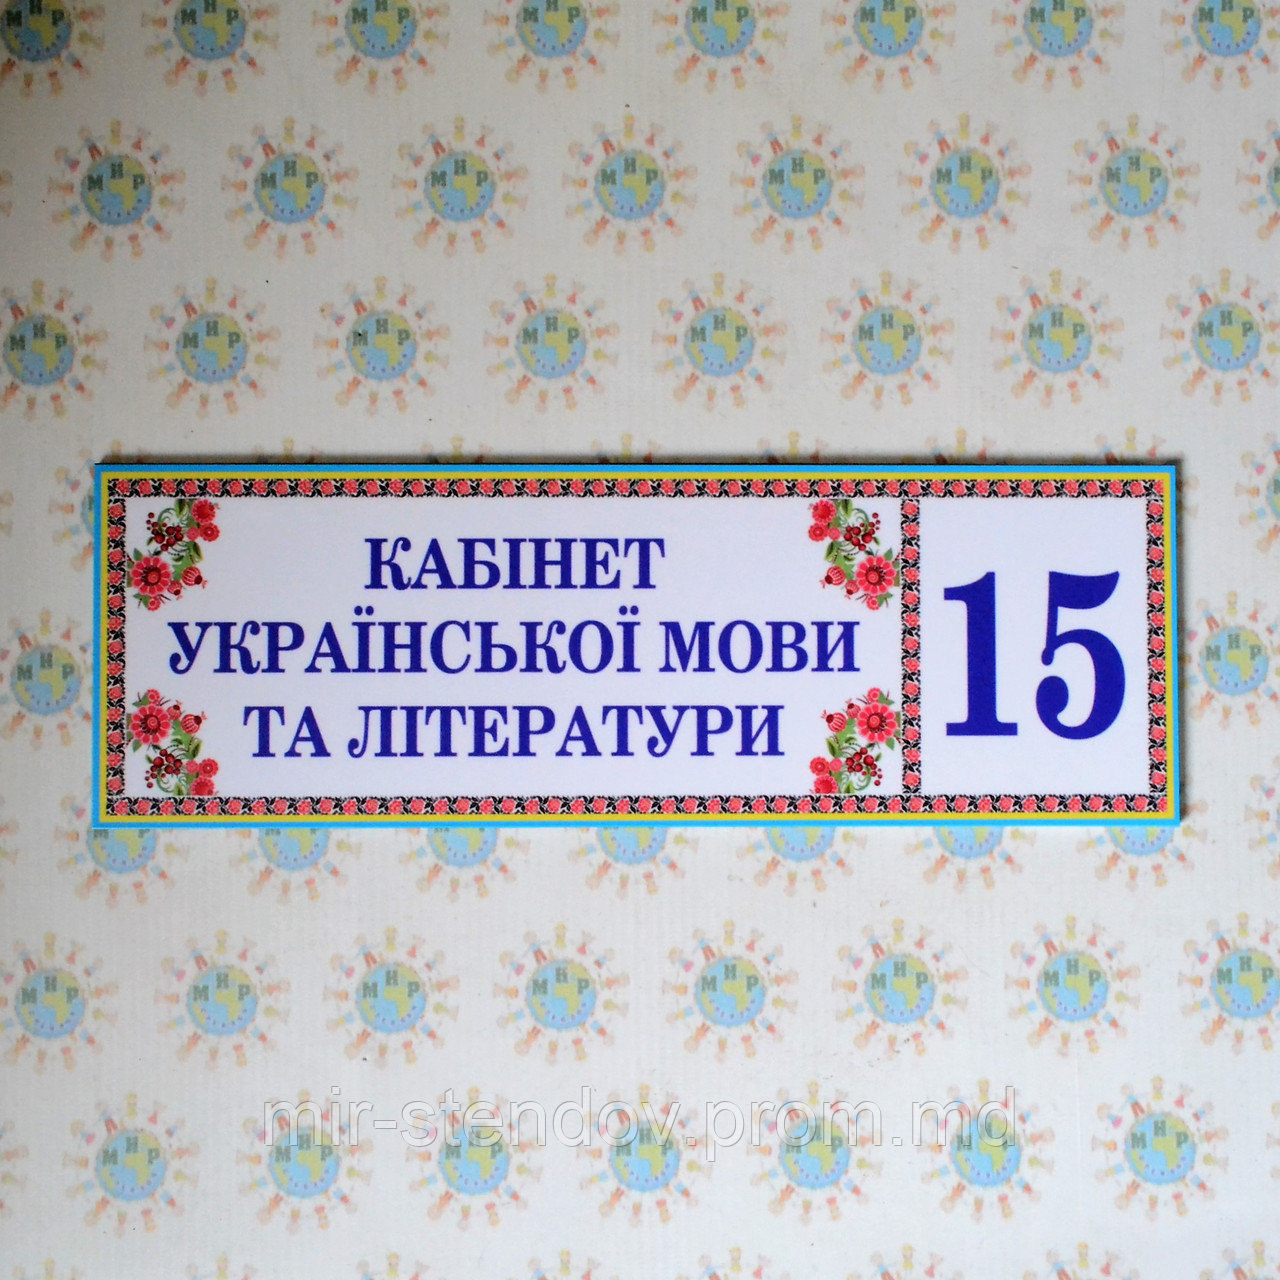 КАБІНЕТ
УКРАЇНСЬКОЇ МОВИ
ТА ЛІТЕРАТУРИ
15
mir-stendov.prom.md